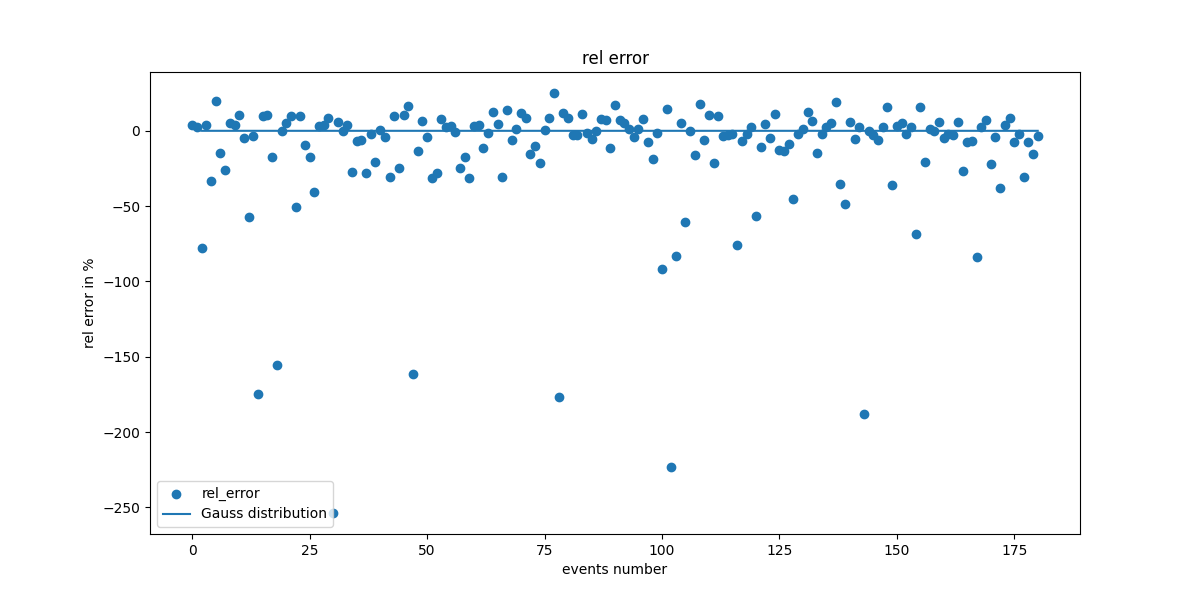 rel error
rel error in %
0
−50
−100
−150
−200
−250
rel_error
Gauss distribution
0
25
50
75
100
125
150
175
events number